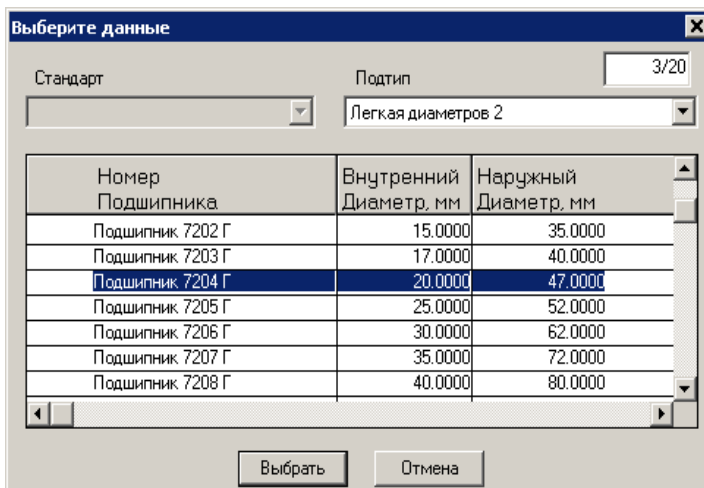 Выберите данные
3/20
Стандарт Подтип
Легкая диаметров 2
Номер Внутренний Наружный
Подшипника Диаметр, мм Диаметр, мм
Подшипник 7202 Г 15.0000 35.0000
Подшипник 7203 Г 17.0000 40.0000
Подшипник 7204 Г 20.0000 47.0000
Подшипник 7205 Г 25.0000 52.0000
Подшипник 7206 Г 30.0000 62.0000
Подшипник 7207 Г 35.0000 72.0000
Подшипник 7208 Г 40.0000 80.0000
Выбрать Отмена